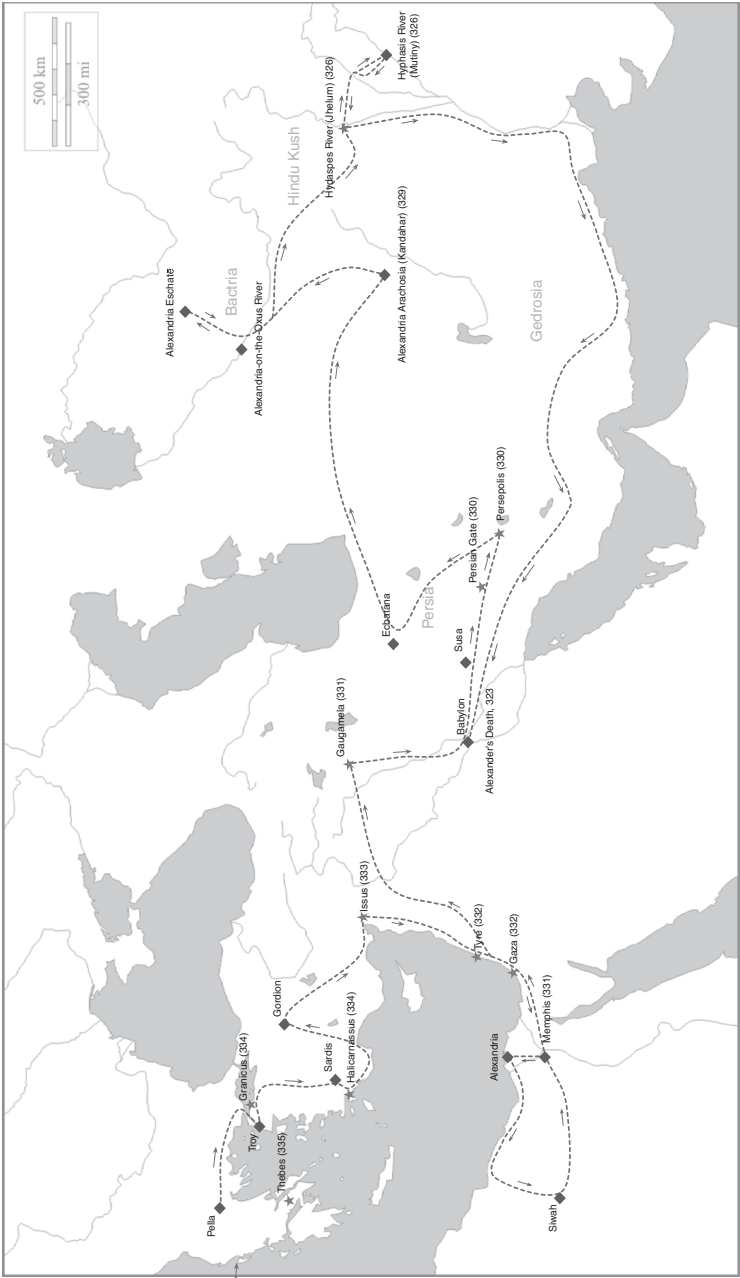 500 km
300 mi
Hyphasis River
(Mutiny) (326)
Hydaspes River (Jhelum) (326)
Hindu Kush
Alexandria Eschatē
Bactria
Alexandria-on-the-Oxus River
Alexandria Arachosia (Kandahar) (329)
Gedrosia
Persepolis (330)
Persian Gate (330)
Persia
Ecbatana
Susa
Babylon
Alexander's Death, 323
Gaugamela (331)
Issus (333)
Tyre (332)
Gaza (332)
Memphis (331)
Alexandria
Siwah
Gordion
Halicarnassus (334)
Sardis
Granicus (334)
Troy
Thebes (335)
Pella